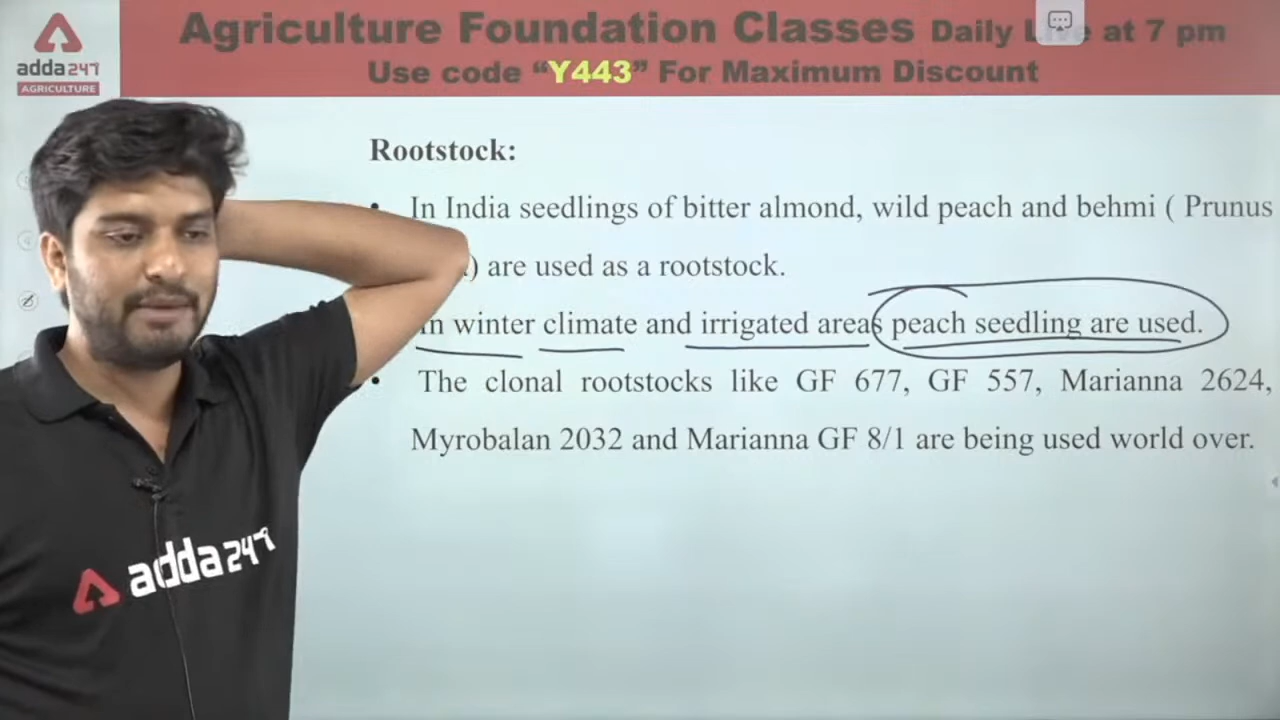 Agriculture Foundation Classes Daily Live at 7 pm
Use code “Y443” For Maximum Discount
adda247
AGRICULTURE
Rootstock:
• In India seedlings of bitter almond, wild peach and behmi ( Prunus
) are used as a rootstock.
In winter climate and irrigated areas peach seedling are used.
• The clonal rootstocks like GF 677, GF 557, Marianna 2624,
Myrobalan 2032 and Marianna GF 8/1 are being used world over.
adda247